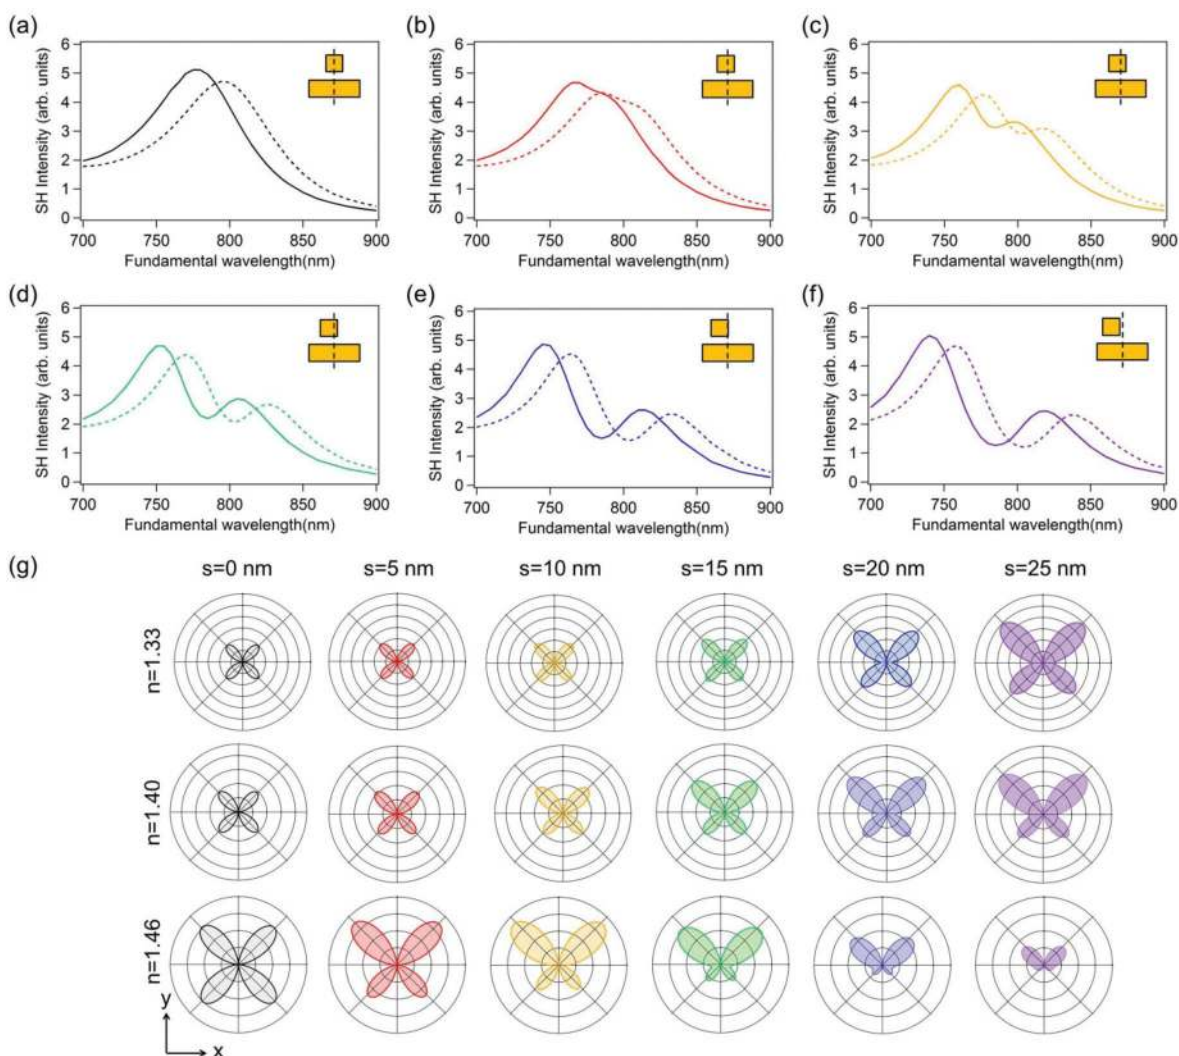 (a) (b) (c)
SH Intensity (arb. units) SH Intensity (arb. units) SH Intensity (arb. units)
6 6 6
5 5 5
4 4 4
3 3 3
2 2 2
1 1 1
0 0 0
700 750 800 850 900 700 750 800 850 900 700 750 800 850 900
Fundamental wavelength(nm) Fundamental wavelength(nm) Fundamental wavelength(nm)
(d) (e) (f)
SH Intensity (arb. units) SH Intensity (arb. units) SH Intensity (arb. units)
6 6 6
5 5 5
4 4 4
3 3 3
2 2 2
1 1 1
0 0 0
700 750 800 850 900 700 750 800 850 900 700 750 800 850 900
Fundamental wavelength(nm) Fundamental wavelength(nm) Fundamental wavelength(nm)
(g)
s=0 nm s=5 nm s=10 nm s=15 nm s=20 nm s=25 nm
n=1.33
n=1.40
n=1.46
y
x